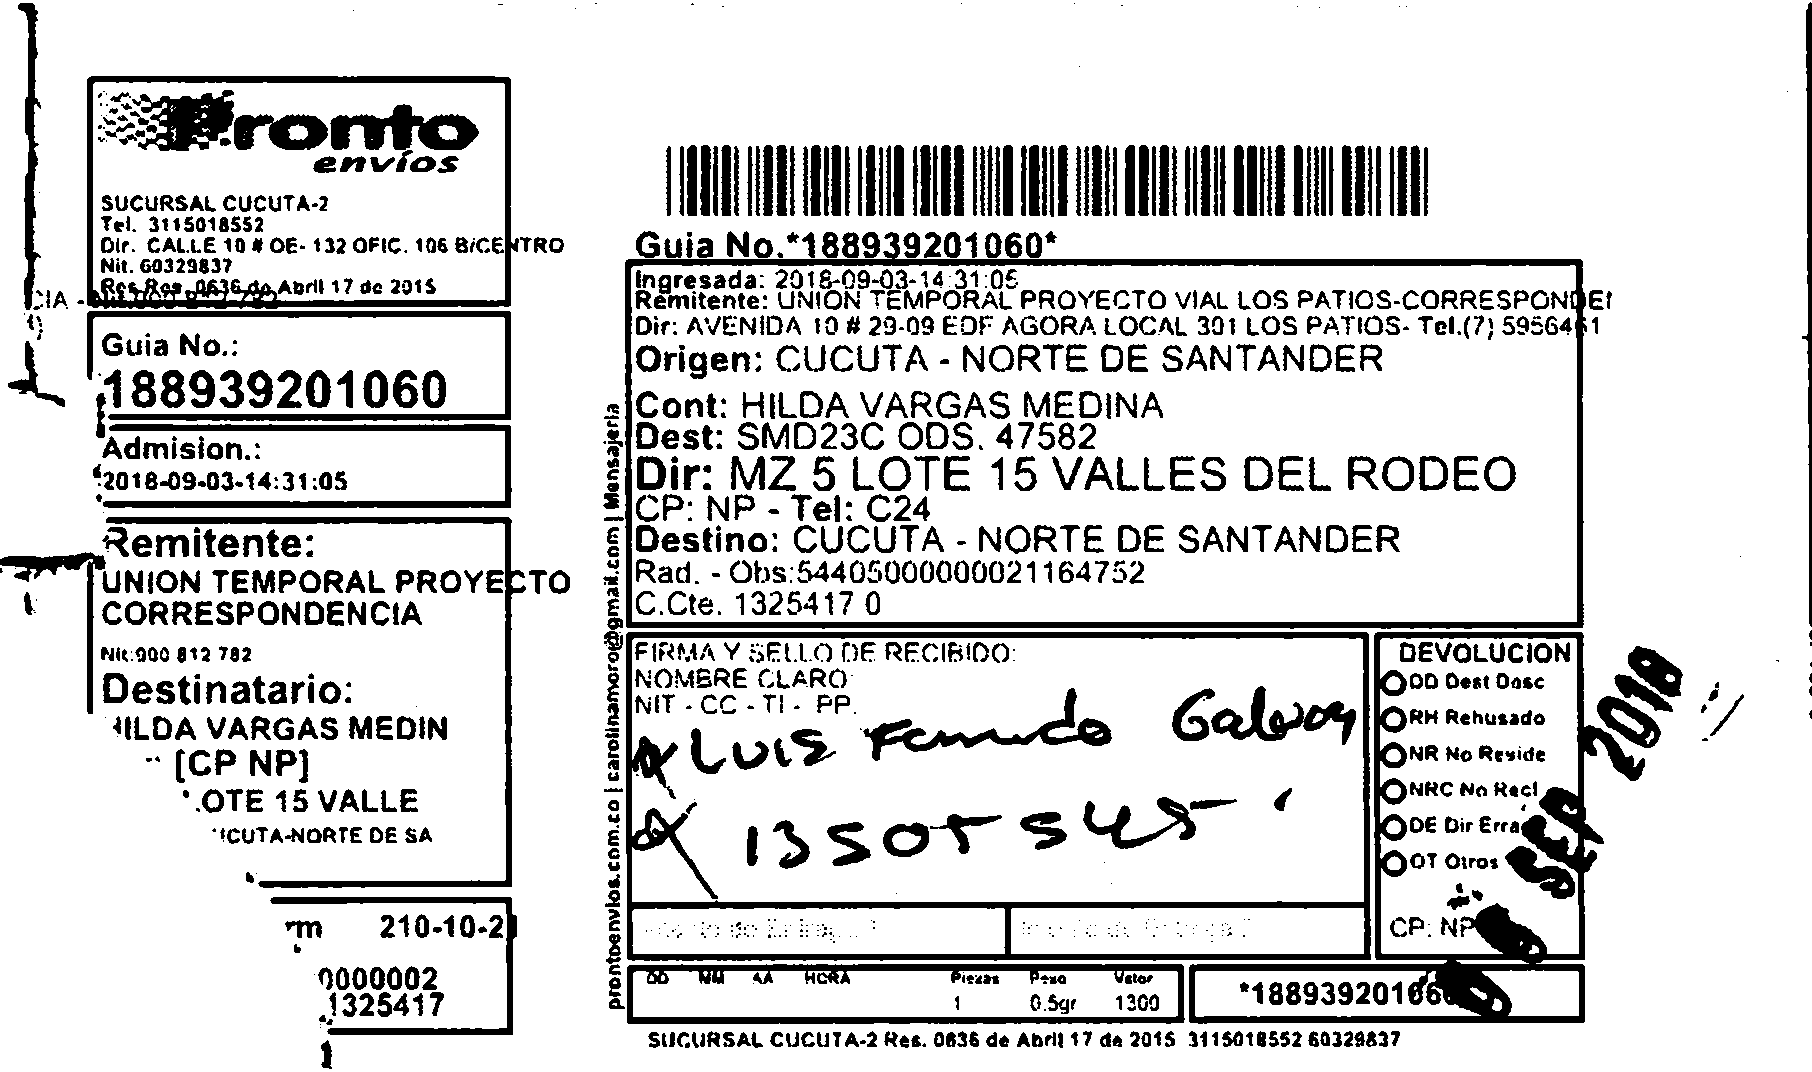 Pronto
envíos
SUCURSAL CUCUTA-2
Tel. 3115018552
Dir. CALLE 10 # OE- 132 OFIC. 106 B/CENTRO
Nit. 60329837
Res.Res. 0636 de Abril 17 de 2015
Guia No.:
188939201060
Admision.:
2018-09-03-14:31:05
Remitente:
UNION TEMPORAL PROYECTO
CORRESPONDENCIA
Nit:900 812 782
Destinatario:
HILDA VARGAS MEDIN
[CP NP]
LOTE 15 VALLE
CUTA-NORTE DE SA
rm 210-10-21
0000002
1325417
prontoenvios.com.co | carolinamoro@gmail.com | Mensajeria
Guia No.*188939201060*
Ingresada: 2018-09-03-14:31:05
Remitente: UNION TEMPORAL PROYECTO VIAL LOS PATIOS-CORRESPONDEI
Dir: AVENIDA 10 # 29-09 EDF AGORA LOCAL 301 LOS PATIOS- Tel.(7) 5956461
Origen: CUCUTA - NORTE DE SANTANDER
Cont: HILDA VARGAS MEDINA
Dest: SMD23C ODS. 47582
Dir: MZ 5 LOTE 15 VALLES DEL RODEO
CP: NP - Tel: C24
Destino: CUCUTA - NORTE DE SANTANDER
Rad. - Obs:54405000000021164752
C.Cte. 1325417 0
FIRMA Y SELLO DE RECIBIDO:
NOMBRE CLARO
NIT - CC - TI - PP.
LUIS Fernando
13505545
DEVOLUCION
DD Dest Desc
RH Rehusado
NR No Reside
NRC No Recl
DE Dir Erra
OT Otros
CP: NP
SEP 2018
DD MM AA HORA Piezas Peso Valor
1 0.5gr 1300
*188939201060
SUCURSAL CUCUTA-2 Res. 0636 de Abril 17 de 2015 3115018552 60329837